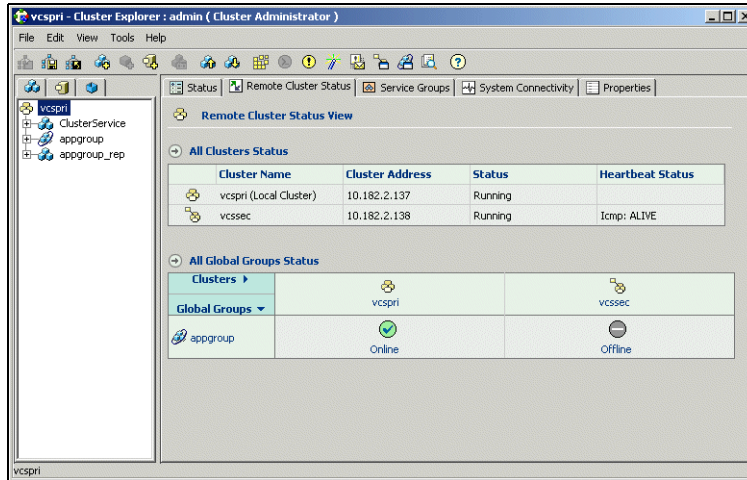 vcspri - Cluster Explorer : admin ( Cluster Administrator )
File Edit View Tools Help
Status Remote Cluster Status Service Groups System Connectivity Properties
vcspri
ClusterService
appgroup
appgroup_rep
Remote Cluster Status View
All Clusters Status
Cluster Name Cluster Address Status Heartbeat Status
vcspri (Local Cluster) 10.182.2.137 Running
vcssec 10.182.2.138 Running Icmp: ALIVE
All Global Groups Status
Clusters
Global Groups
vcspri vcssec
appgroup
Online Offline
vcspri